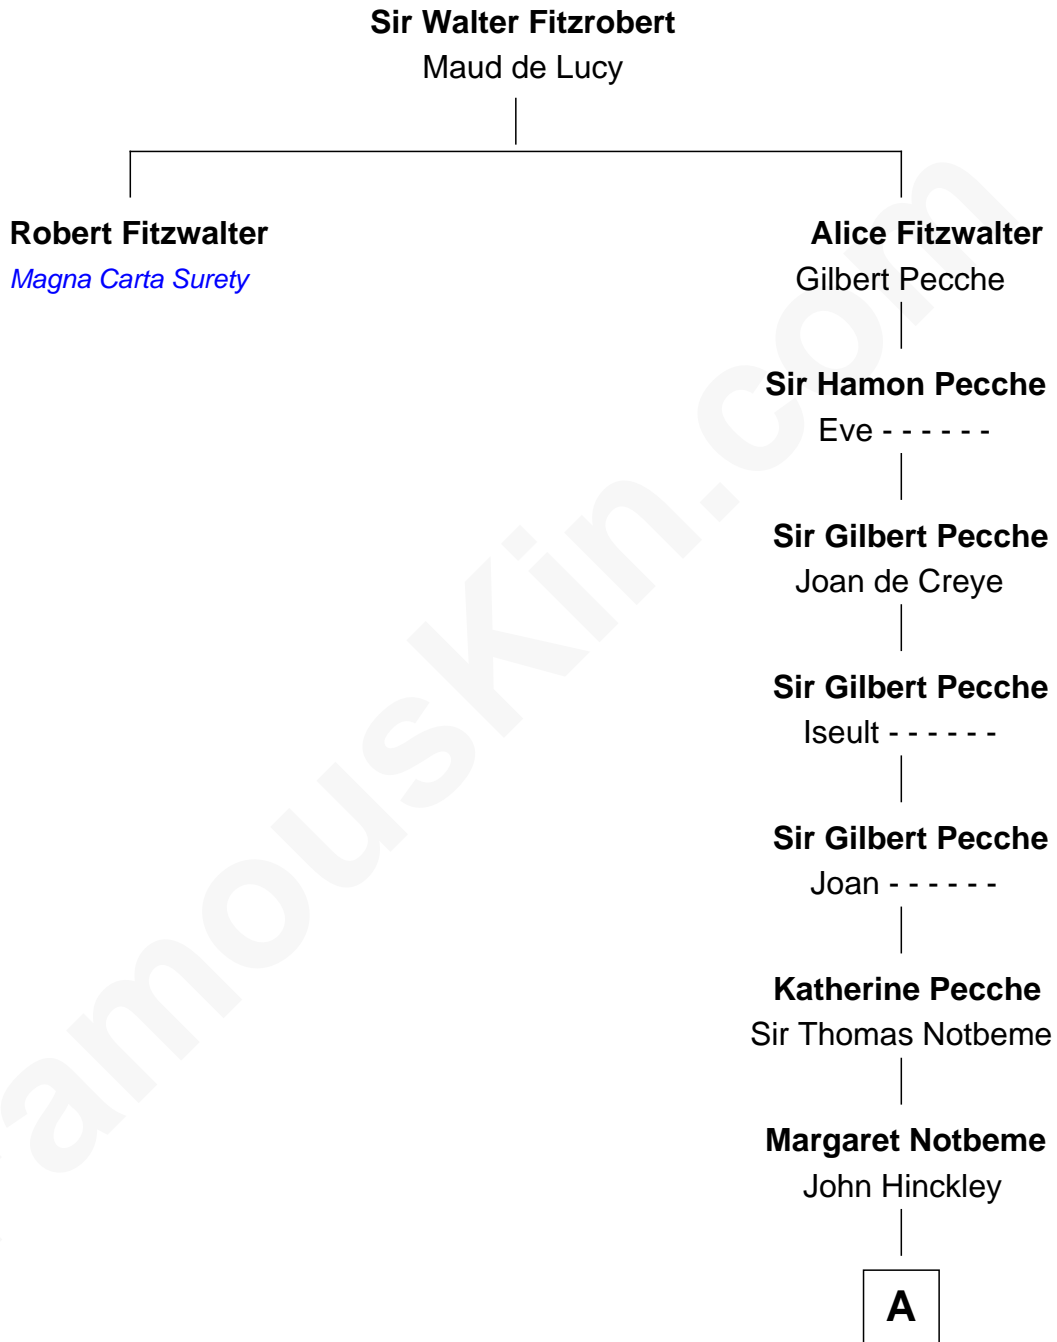 Sir Walter Fitzrobert
Maud de Lucy
Robert Fitzwalter
Magna Carta Surety
Alice Fitzwalter
Gilbert Pecche
Sir Hamon Pecche
Eve - - - - - -
Sir Gilbert Pecche
Joan de Creye
Sir Gilbert Pecche
Iseult - - - - - -
Sir Gilbert Pecche
Joan - - - - - -
Katherine Pecche
Sir Thomas Notbeme
Margaret Notbeme
John Hinckley
A
amouskin.com